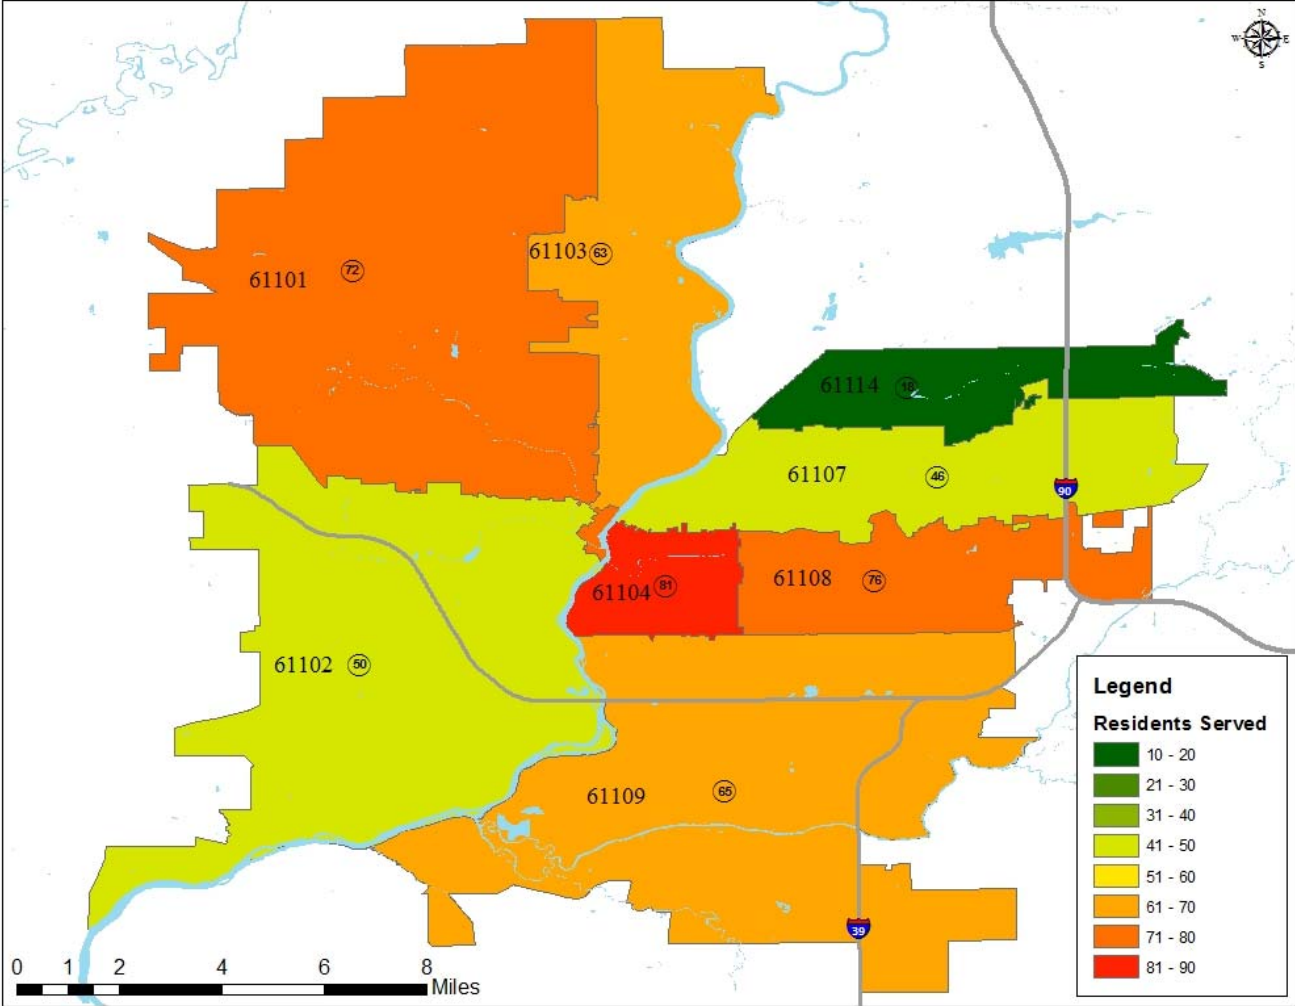 N
W E
S
61103 63
61101 72
61114 18
61107 46
90
61108 76
61104 81
61102 50
61109 65
39
Legend
Residents Served
10 - 20
21 - 30
31 - 40
41 - 50
51 - 60
61 - 70
71 - 80
81 - 90
0 1 2 4 6 8
Miles